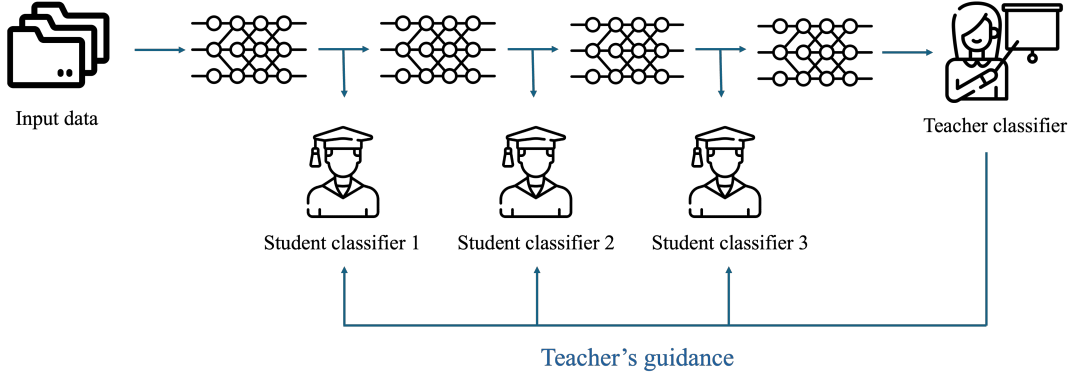 Input data
Teacher classifier
Student classifier 1
Student classifier 2
Student classifier 3
Teacher’s guidance